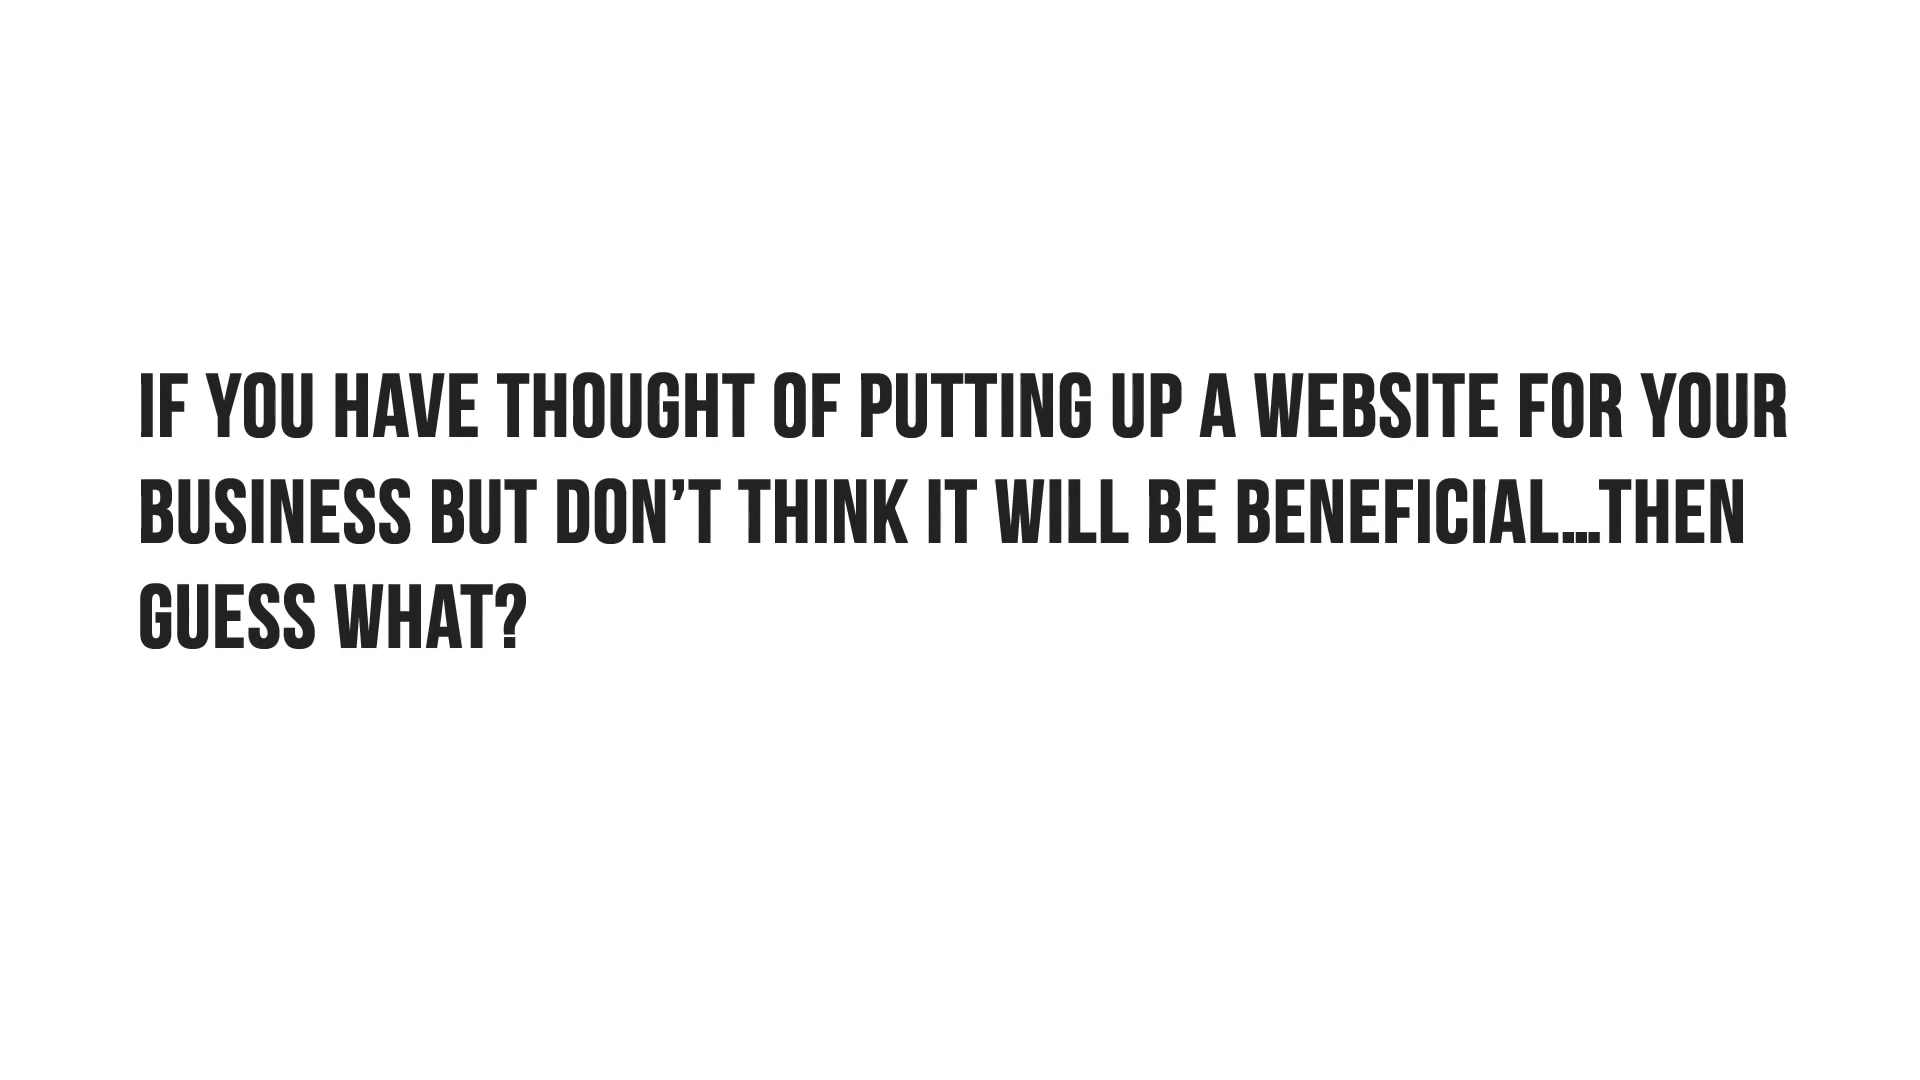 IF YOU HAVE THOUGHT OF PUTTING UP A WEBSITE FOR YOUR
BUSINESS BUT DON’T THINK IT WILL BE BENEFICIAL...THEN
GUESS WHAT?